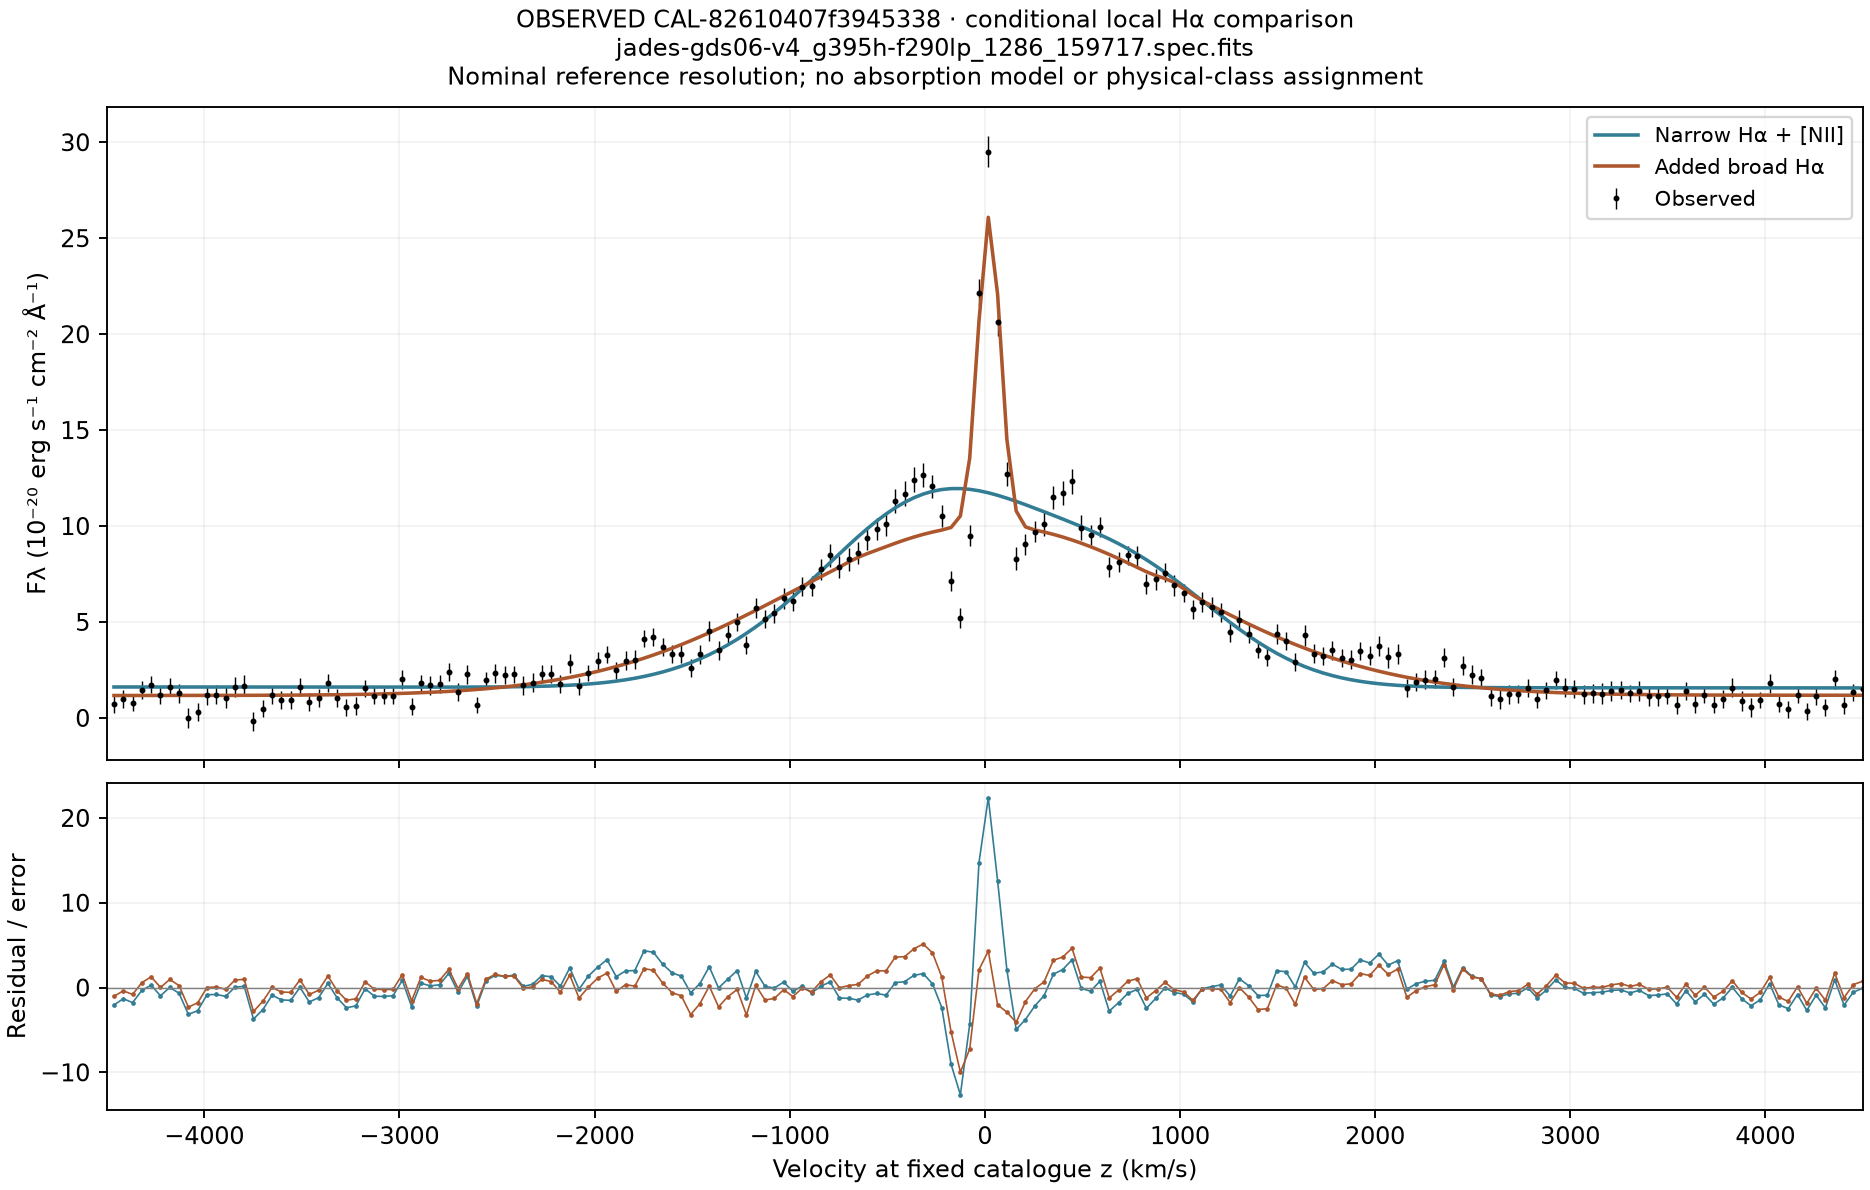 OBSERVED CAL-82610407f3945338 · conditional local Hα comparison
jades-gds06-v4_g395h-f290lp_1286_159717.spec.fits
Nominal reference resolution; no absorption model or physical-class assignment
Narrow Hα + [NII]
Added broad Hα
Observed
Fλ (10⁻²⁰ erg s⁻¹ cm⁻² Å⁻¹)
30
25
20
15
10
5
0
Residual / error
20
10
0
−10
−4000
−3000
−2000
−1000
0
1000
2000
3000
4000
Velocity at fixed catalogue z (km/s)